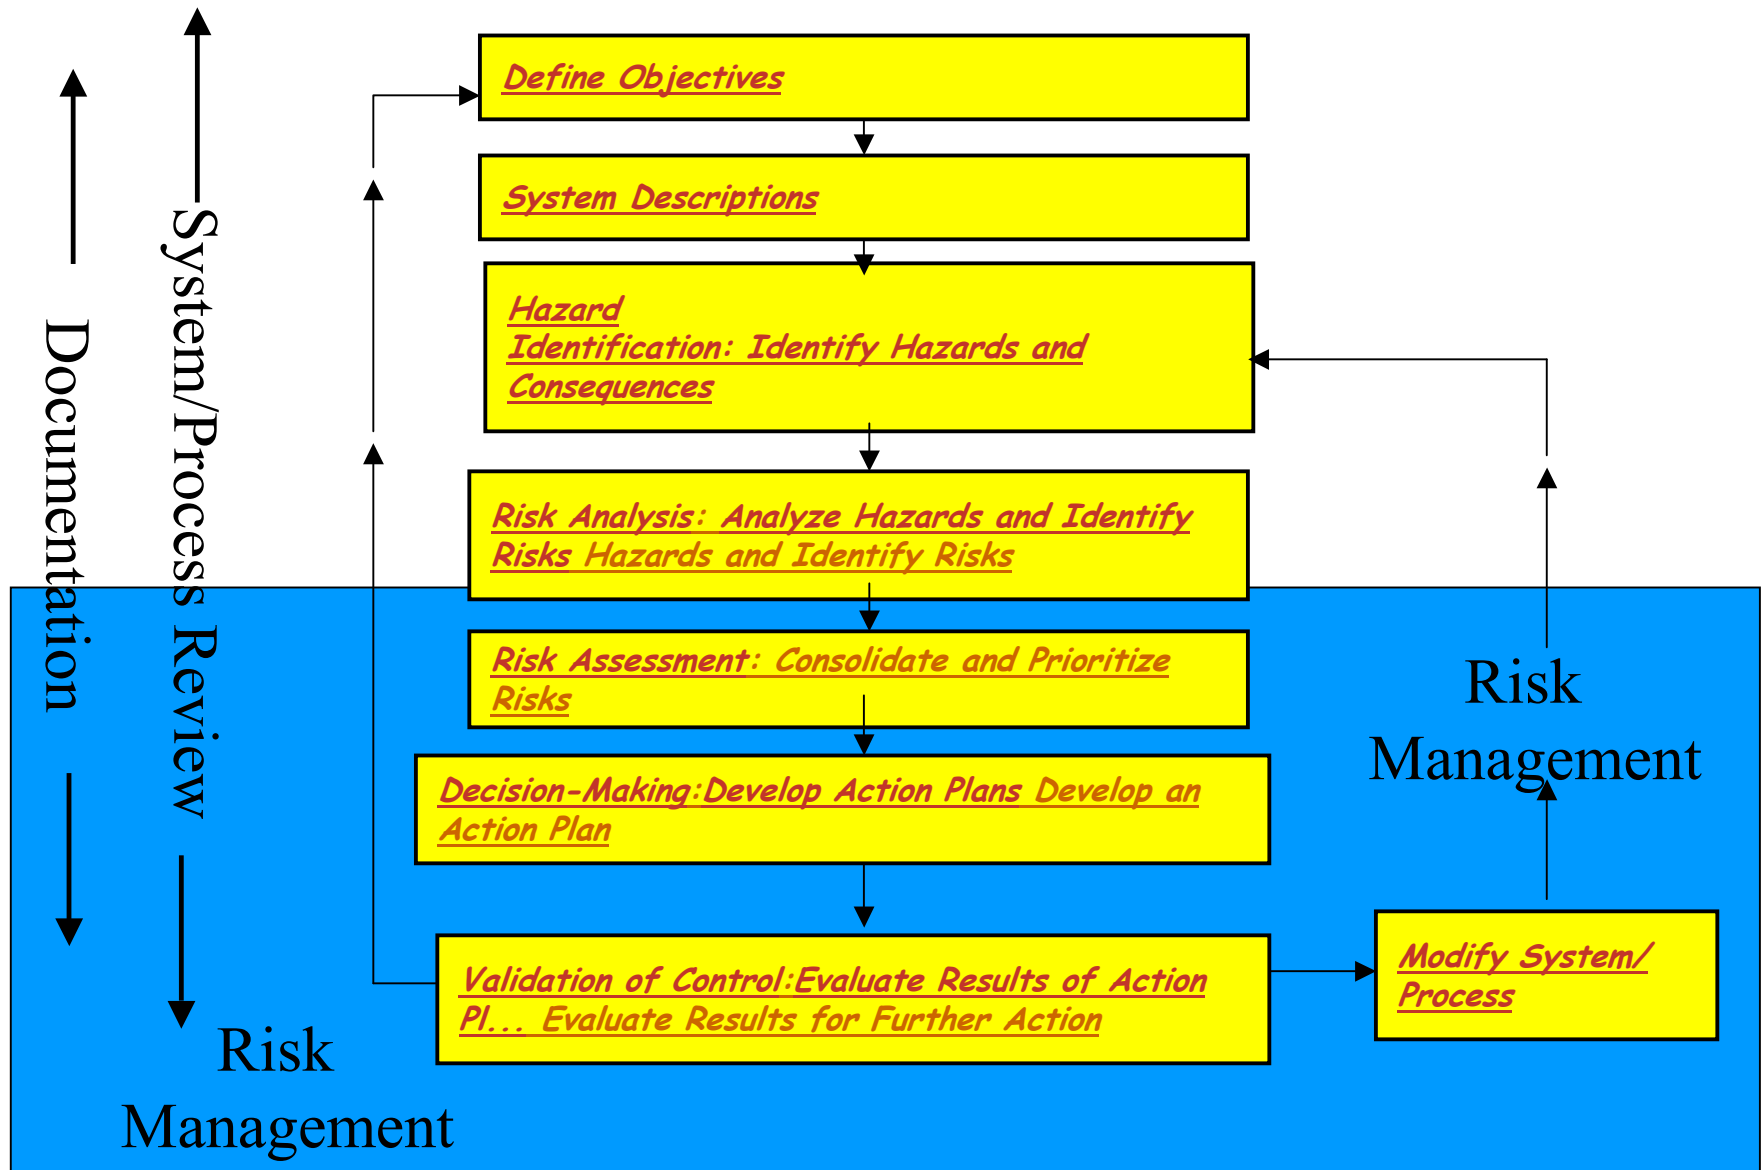 Define Objectives
System Descriptions
Hazard
Identification: Identify Hazards and
Consequences
Risk Analysis: Analyze Hazards and Identify
Risks Hazards and Identify Risks
Risk Assessment: Consolidate and Prioritize
Risks
Decision-Making:Develop Action Plans Develop an
Action Plan
Validation of Control:Evaluate Results of Action
Pl... Evaluate Results for Further Action
Modify System/
Process
Risk
Management
Risk
Management
Documentation
System/Process Review